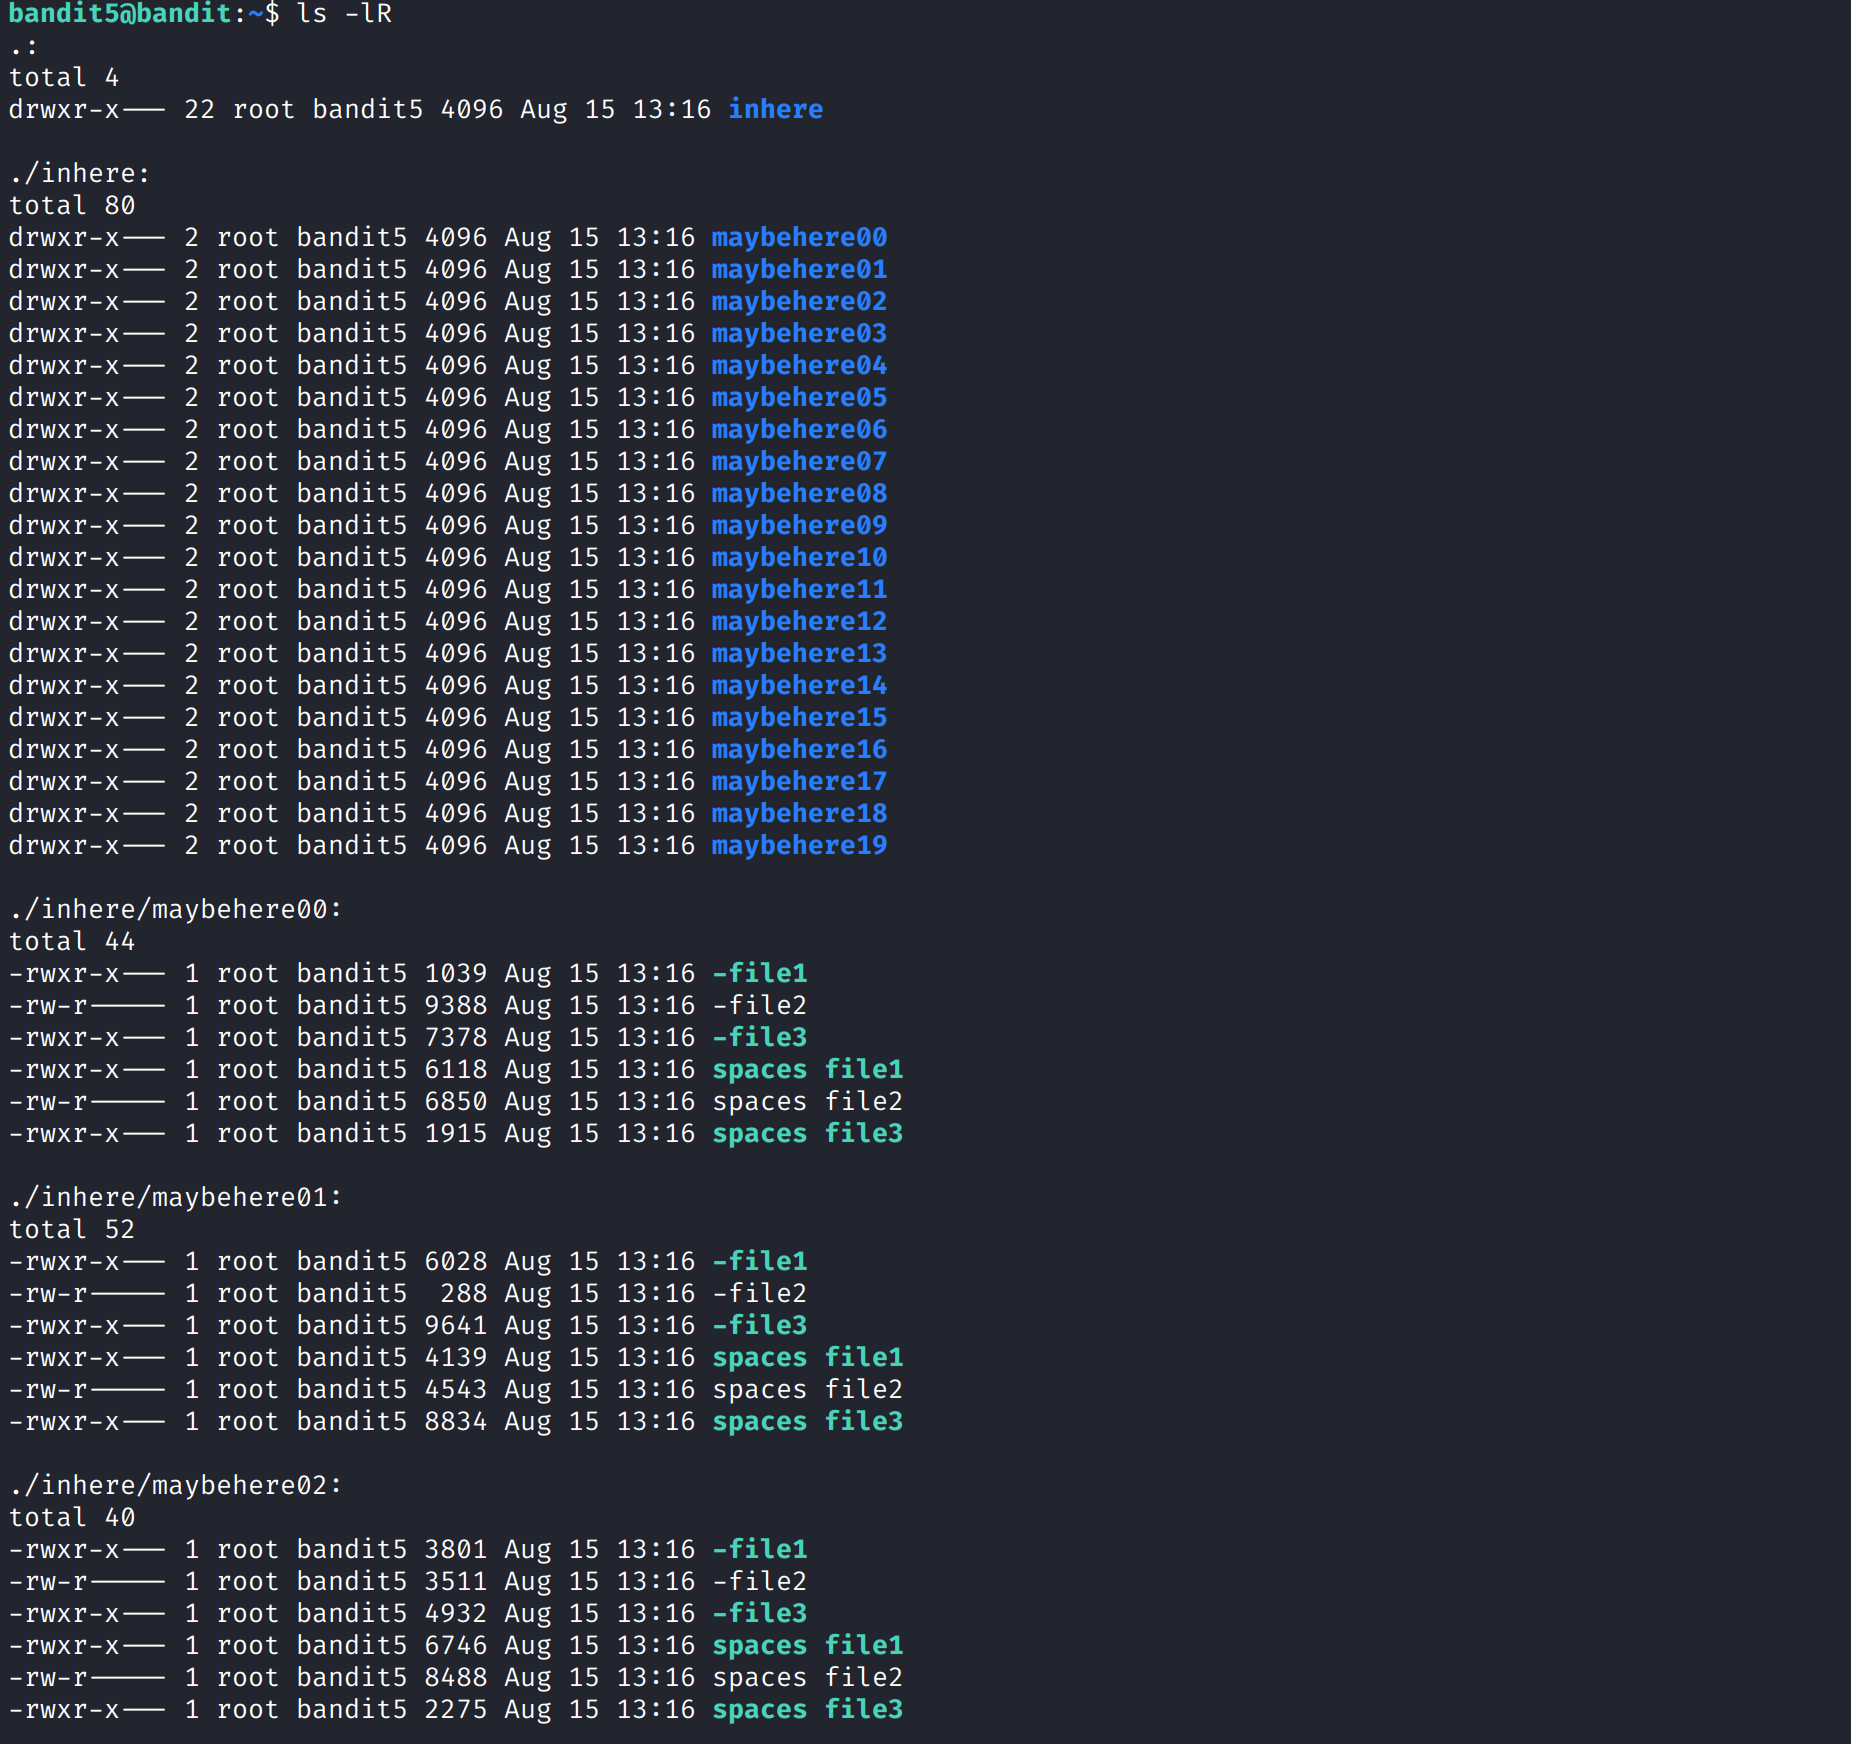 bandit5@bandit:~$ ls -lR
.:
total 4
drwxr-x--- 22 root bandit5 4096 Aug 15 13:16 inhere

./inhere:
total 80
drwxr-x--- 2 root bandit5 4096 Aug 15 13:16 maybehere00
drwxr-x--- 2 root bandit5 4096 Aug 15 13:16 maybehere01
drwxr-x--- 2 root bandit5 4096 Aug 15 13:16 maybehere02
drwxr-x--- 2 root bandit5 4096 Aug 15 13:16 maybehere03
drwxr-x--- 2 root bandit5 4096 Aug 15 13:16 maybehere04
drwxr-x--- 2 root bandit5 4096 Aug 15 13:16 maybehere05
drwxr-x--- 2 root bandit5 4096 Aug 15 13:16 maybehere06
drwxr-x--- 2 root bandit5 4096 Aug 15 13:16 maybehere07
drwxr-x--- 2 root bandit5 4096 Aug 15 13:16 maybehere08
drwxr-x--- 2 root bandit5 4096 Aug 15 13:16 maybehere09
drwxr-x--- 2 root bandit5 4096 Aug 15 13:16 maybehere10
drwxr-x--- 2 root bandit5 4096 Aug 15 13:16 maybehere11
drwxr-x--- 2 root bandit5 4096 Aug 15 13:16 maybehere12
drwxr-x--- 2 root bandit5 4096 Aug 15 13:16 maybehere13
drwxr-x--- 2 root bandit5 4096 Aug 15 13:16 maybehere14
drwxr-x--- 2 root bandit5 4096 Aug 15 13:16 maybehere15
drwxr-x--- 2 root bandit5 4096 Aug 15 13:16 maybehere16
drwxr-x--- 2 root bandit5 4096 Aug 15 13:16 maybehere17
drwxr-x--- 2 root bandit5 4096 Aug 15 13:16 maybehere18
drwxr-x--- 2 root bandit5 4096 Aug 15 13:16 maybehere19

./inhere/maybehere00:
total 44
-rwxr-x--- 1 root bandit5 1039 Aug 15 13:16 -file1
-rw-r----- 1 root bandit5 9388 Aug 15 13:16 -file2
-rwxr-x--- 1 root bandit5 7378 Aug 15 13:16 -file3
-rwxr-x--- 1 root bandit5 6118 Aug 15 13:16 spaces file1
-rw-r----- 1 root bandit5 6850 Aug 15 13:16 spaces file2
-rwxr-x--- 1 root bandit5 1915 Aug 15 13:16 spaces file3

./inhere/maybehere01:
total 52
-rwxr-x--- 1 root bandit5 6028 Aug 15 13:16 -file1
-rw-r----- 1 root bandit5  288 Aug 15 13:16 -file2
-rwxr-x--- 1 root bandit5 9641 Aug 15 13:16 -file3
-rwxr-x--- 1 root bandit5 4139 Aug 15 13:16 spaces file1
-rw-r----- 1 root bandit5 4543 Aug 15 13:16 spaces file2
-rwxr-x--- 1 root bandit5 8834 Aug 15 13:16 spaces file3

./inhere/maybehere02:
total 40
-rwxr-x--- 1 root bandit5 3801 Aug 15 13:16 -file1
-rw-r----- 1 root bandit5 3511 Aug 15 13:16 -file2
-rwxr-x--- 1 root bandit5 4932 Aug 15 13:16 -file3
-rwxr-x--- 1 root bandit5 6746 Aug 15 13:16 spaces file1
-rw-r----- 1 root bandit5 8488 Aug 15 13:16 spaces file2
-rwxr-x--- 1 root bandit5 2275 Aug 15 13:16 spaces file3